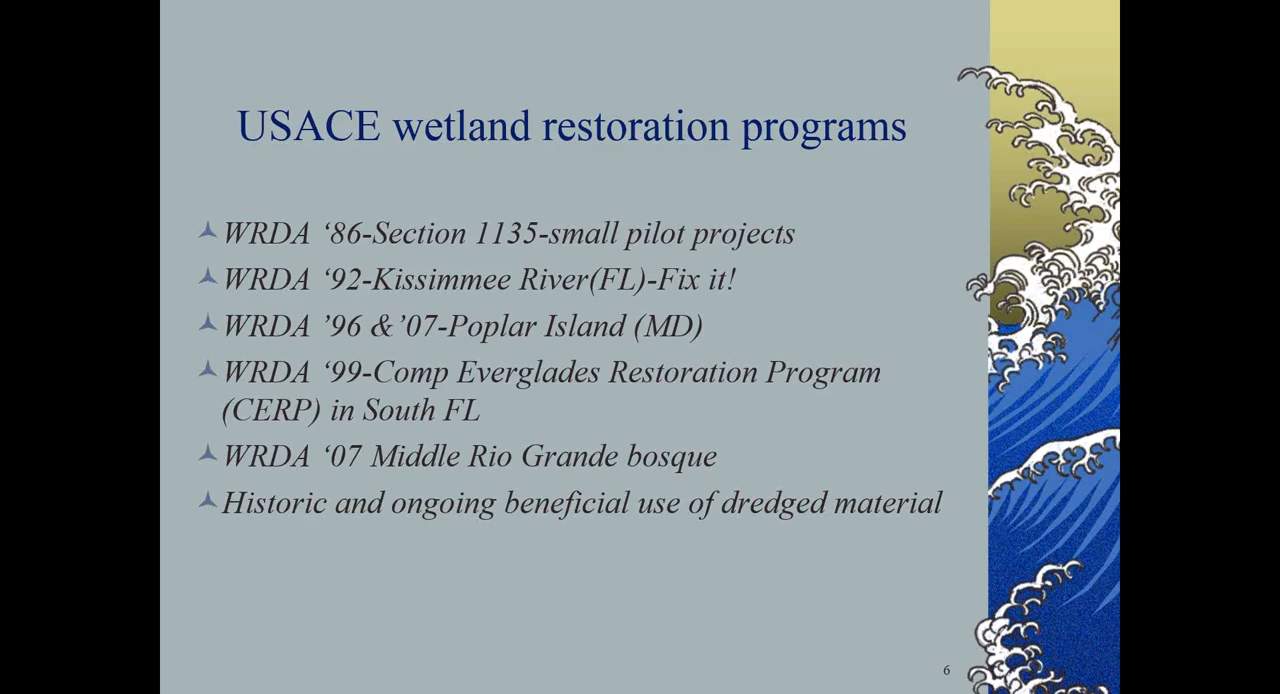 USACE wetland restoration programs
WRDA ‘86-Section 1135-small pilot projects
WRDA ‘92-Kissimmee River(FL)-Fix it!
WRDA ’96 &’07-Poplar Island (MD)
WRDA ‘99-Comp Everglades Restoration Program
(CERP) in South FL
WRDA ‘07 Middle Rio Grande bosque
Historic and ongoing beneficial use of dredged material
6